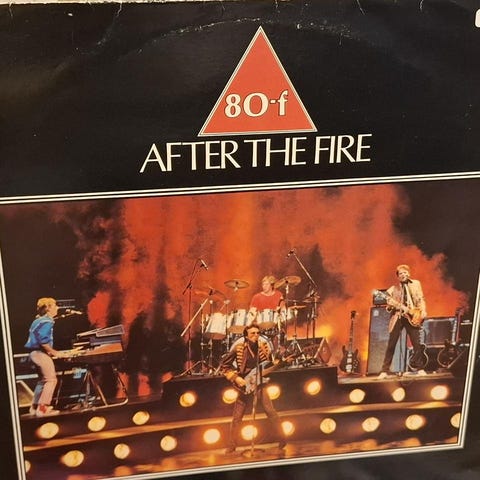 80-f
AFTER THE FIRE